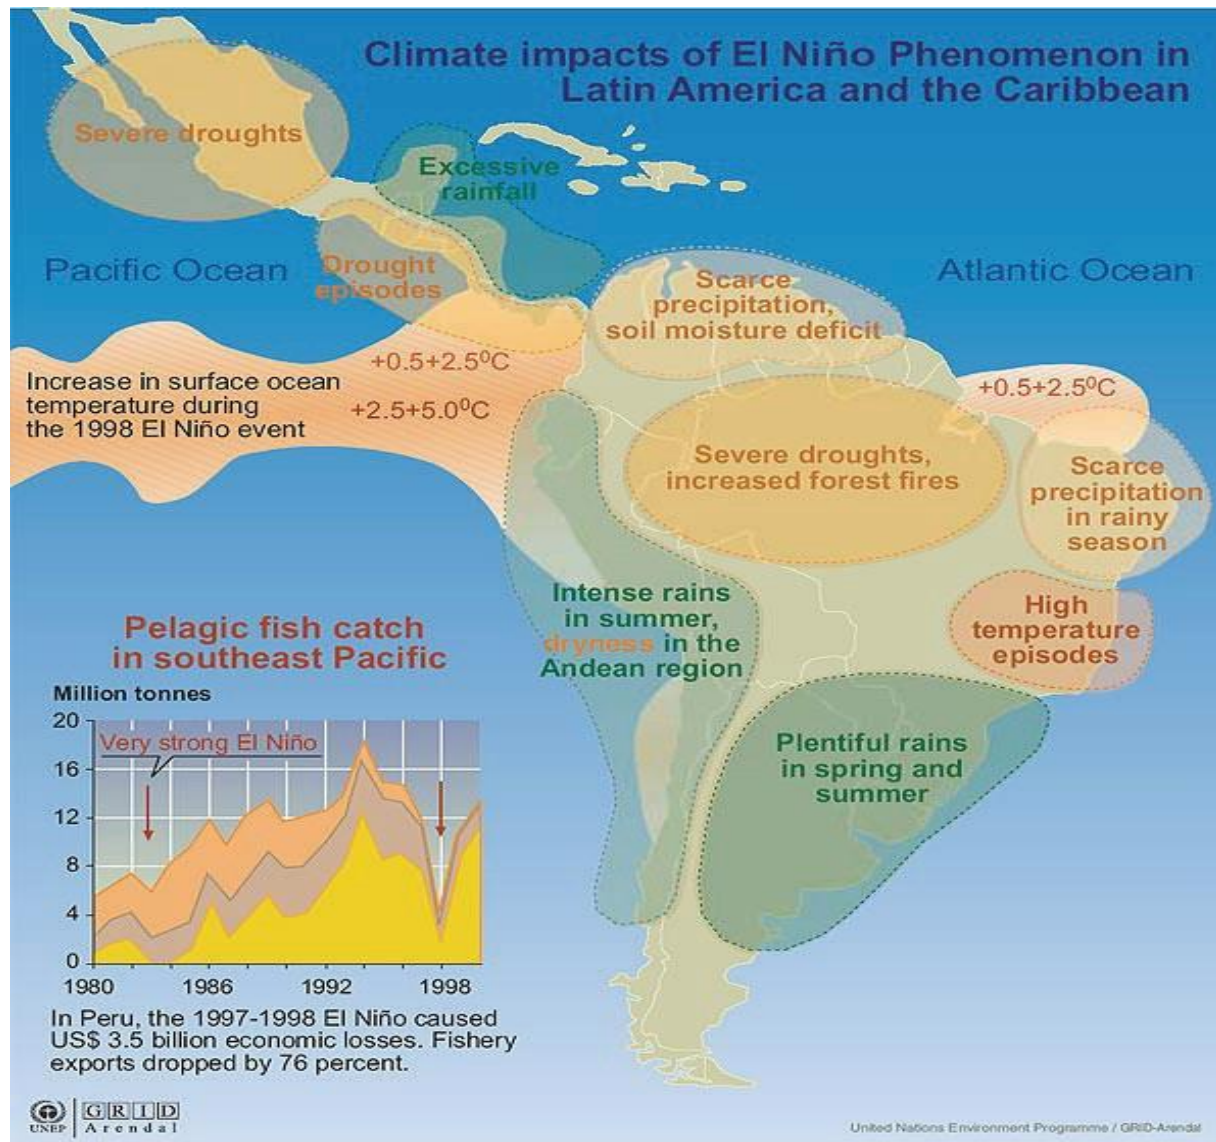 Climate impacts of El Niño Phenomenon in
Latin America and the Caribbean
Severe droughts
Excessive
rainfall
Pacific Ocean
Drought
episodes
Atlantic Ocean
Scarce
precipitation,
soil moisture deficit
+0.5+2.5⁰C
+2.5+5.0⁰C
Increase in surface ocean
temperature during
the 1998 El Niño event
+0.5+2.5⁰C
Severe droughts,
increased forest fires
Scarce
precipitation
in rainy
season
Intense rains
in summer,
dryness in the
Andean region
High
temperature
episodes
Plentiful rains
in spring and
summer
Pelagic fish catch
in southeast Pacific
Million tonnes
20
Very strong El Niño
16
12
8
4
0
1980 1986 1992 1998
In Peru, the 1997-1998 El Niño caused
US$ 3.5 billion economic losses. Fishery
exports dropped by 76 percent.
UNEP
GRID
Arendal
United Nations Environment Programme / GRID-Arendal